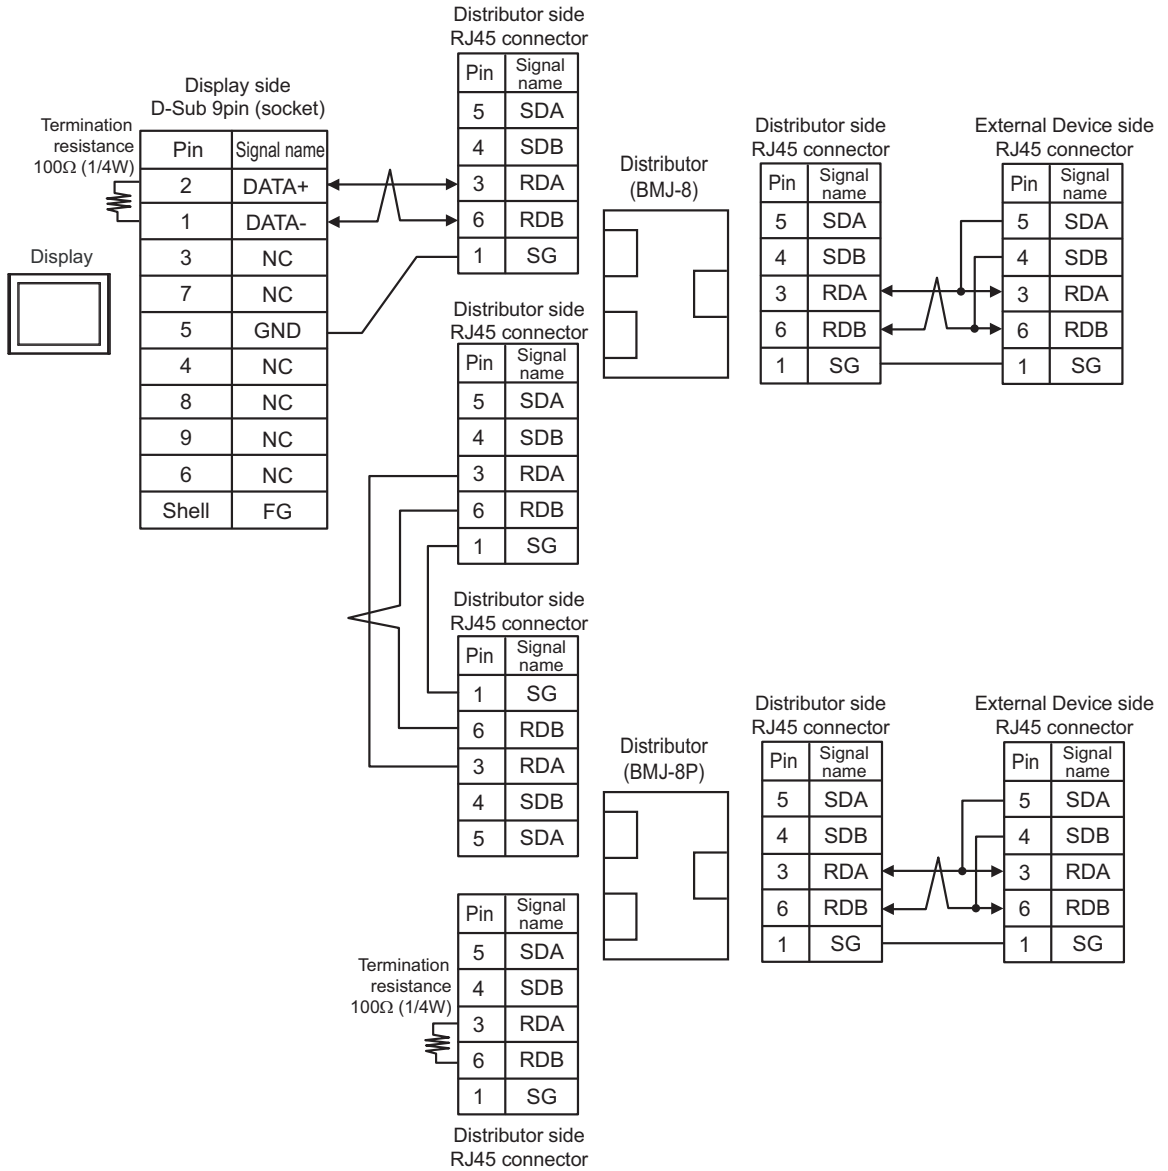 Distributor side
RJ45 connector
Pin Signal name
5 SDA
4 SDB
3 RDA
6 RDB
1 SG
Display side
D-Sub 9pin (socket)
Termination
resistance
100Ω (1/4W)
Pin Signal name
2 DATA+
1 DATA-
3 NC
7 NC
5 GND
4 NC
8 NC
9 NC
6 NC
Shell FG
Display
Distributor
(BMJ-8)
Distributor side
RJ45 connector
Pin Signal name
5 SDA
4 SDB
3 RDA
6 RDB
1 SG
External Device side
RJ45 connector
Pin Signal name
5 SDA
4 SDB
3 RDA
6 RDB
1 SG
Distributor side
RJ45 connector
Pin Signal name
5 SDA
4 SDB
3 RDA
6 RDB
1 SG
Distributor side
RJ45 connector
Pin Signal name
1 SG
6 RDB
3 RDA
4 SDB
5 SDA
Distributor
(BMJ-8P)
Distributor side
RJ45 connector
Pin Signal name
5 SDA
4 SDB
3 RDA
6 RDB
1 SG
External Device side
RJ45 connector
Pin Signal name
5 SDA
4 SDB
3 RDA
6 RDB
1 SG
Termination
resistance
100Ω (1/4W)
Pin Signal name
5 SDA
4 SDB
3 RDA
6 RDB
1 SG
Distributor side
RJ45 connector